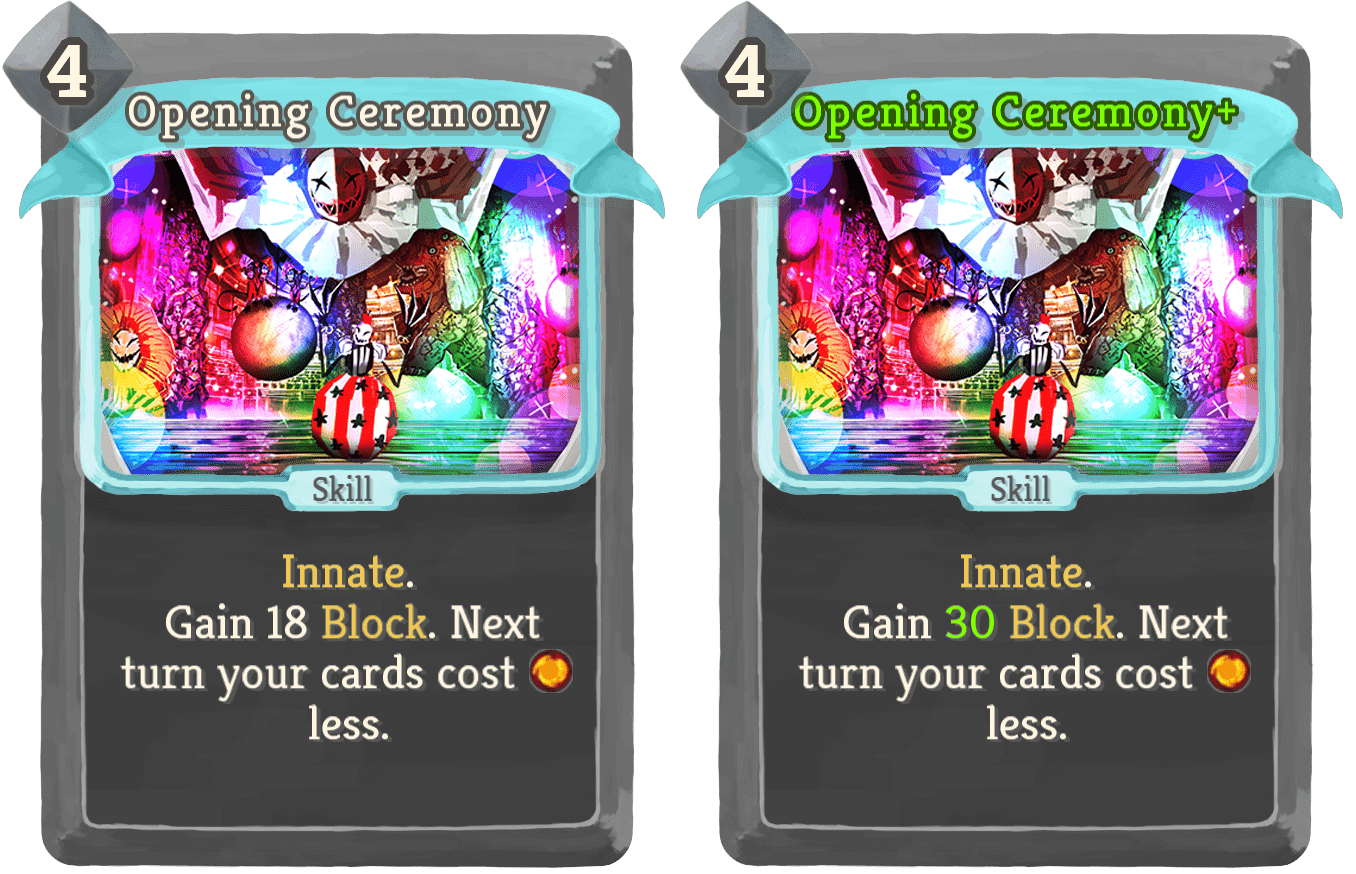 4
Opening Ceremony
Skill
Innate.
Gain 18 Block. Next
turn your cards cost
less.
4
Opening Ceremony+
Skill
Innate.
Gain 30 Block. Next
turn your cards cost
less.